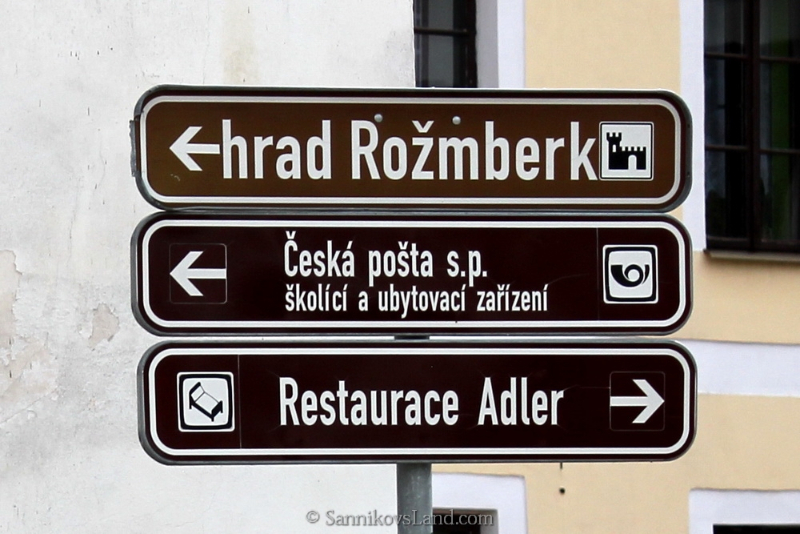 hrad Rožmberk
Česká pošta s.p.
školící a ubytovací zařízení
Restaurace Adler
© SannikovsLand.com